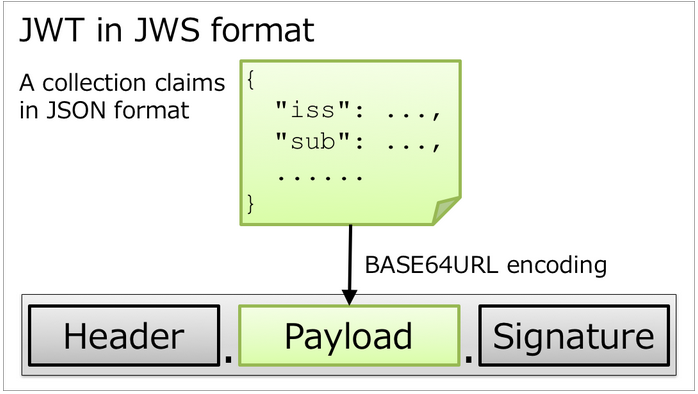 JWT in JWS format
A collection claims
in JSON format
{
"iss": ...,
"sub": ...,
......
}
BASE64URL encoding
Header . Payload . Signature